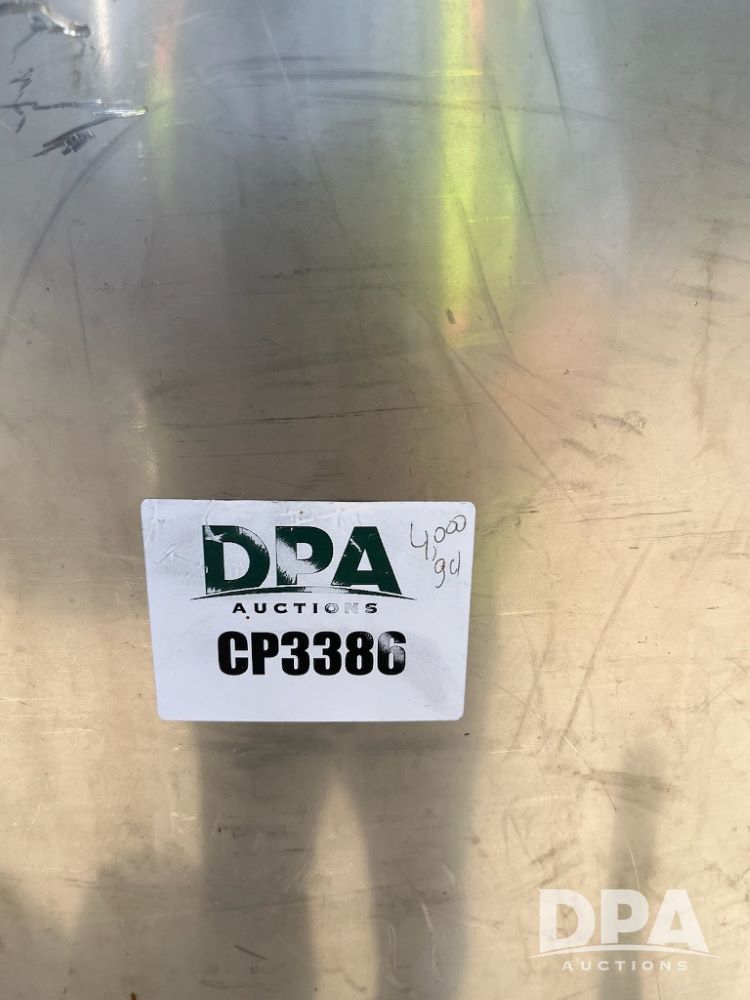 DPA
AUCTIONS
4,000
gal
CP3386
DPA
AUCTIONS